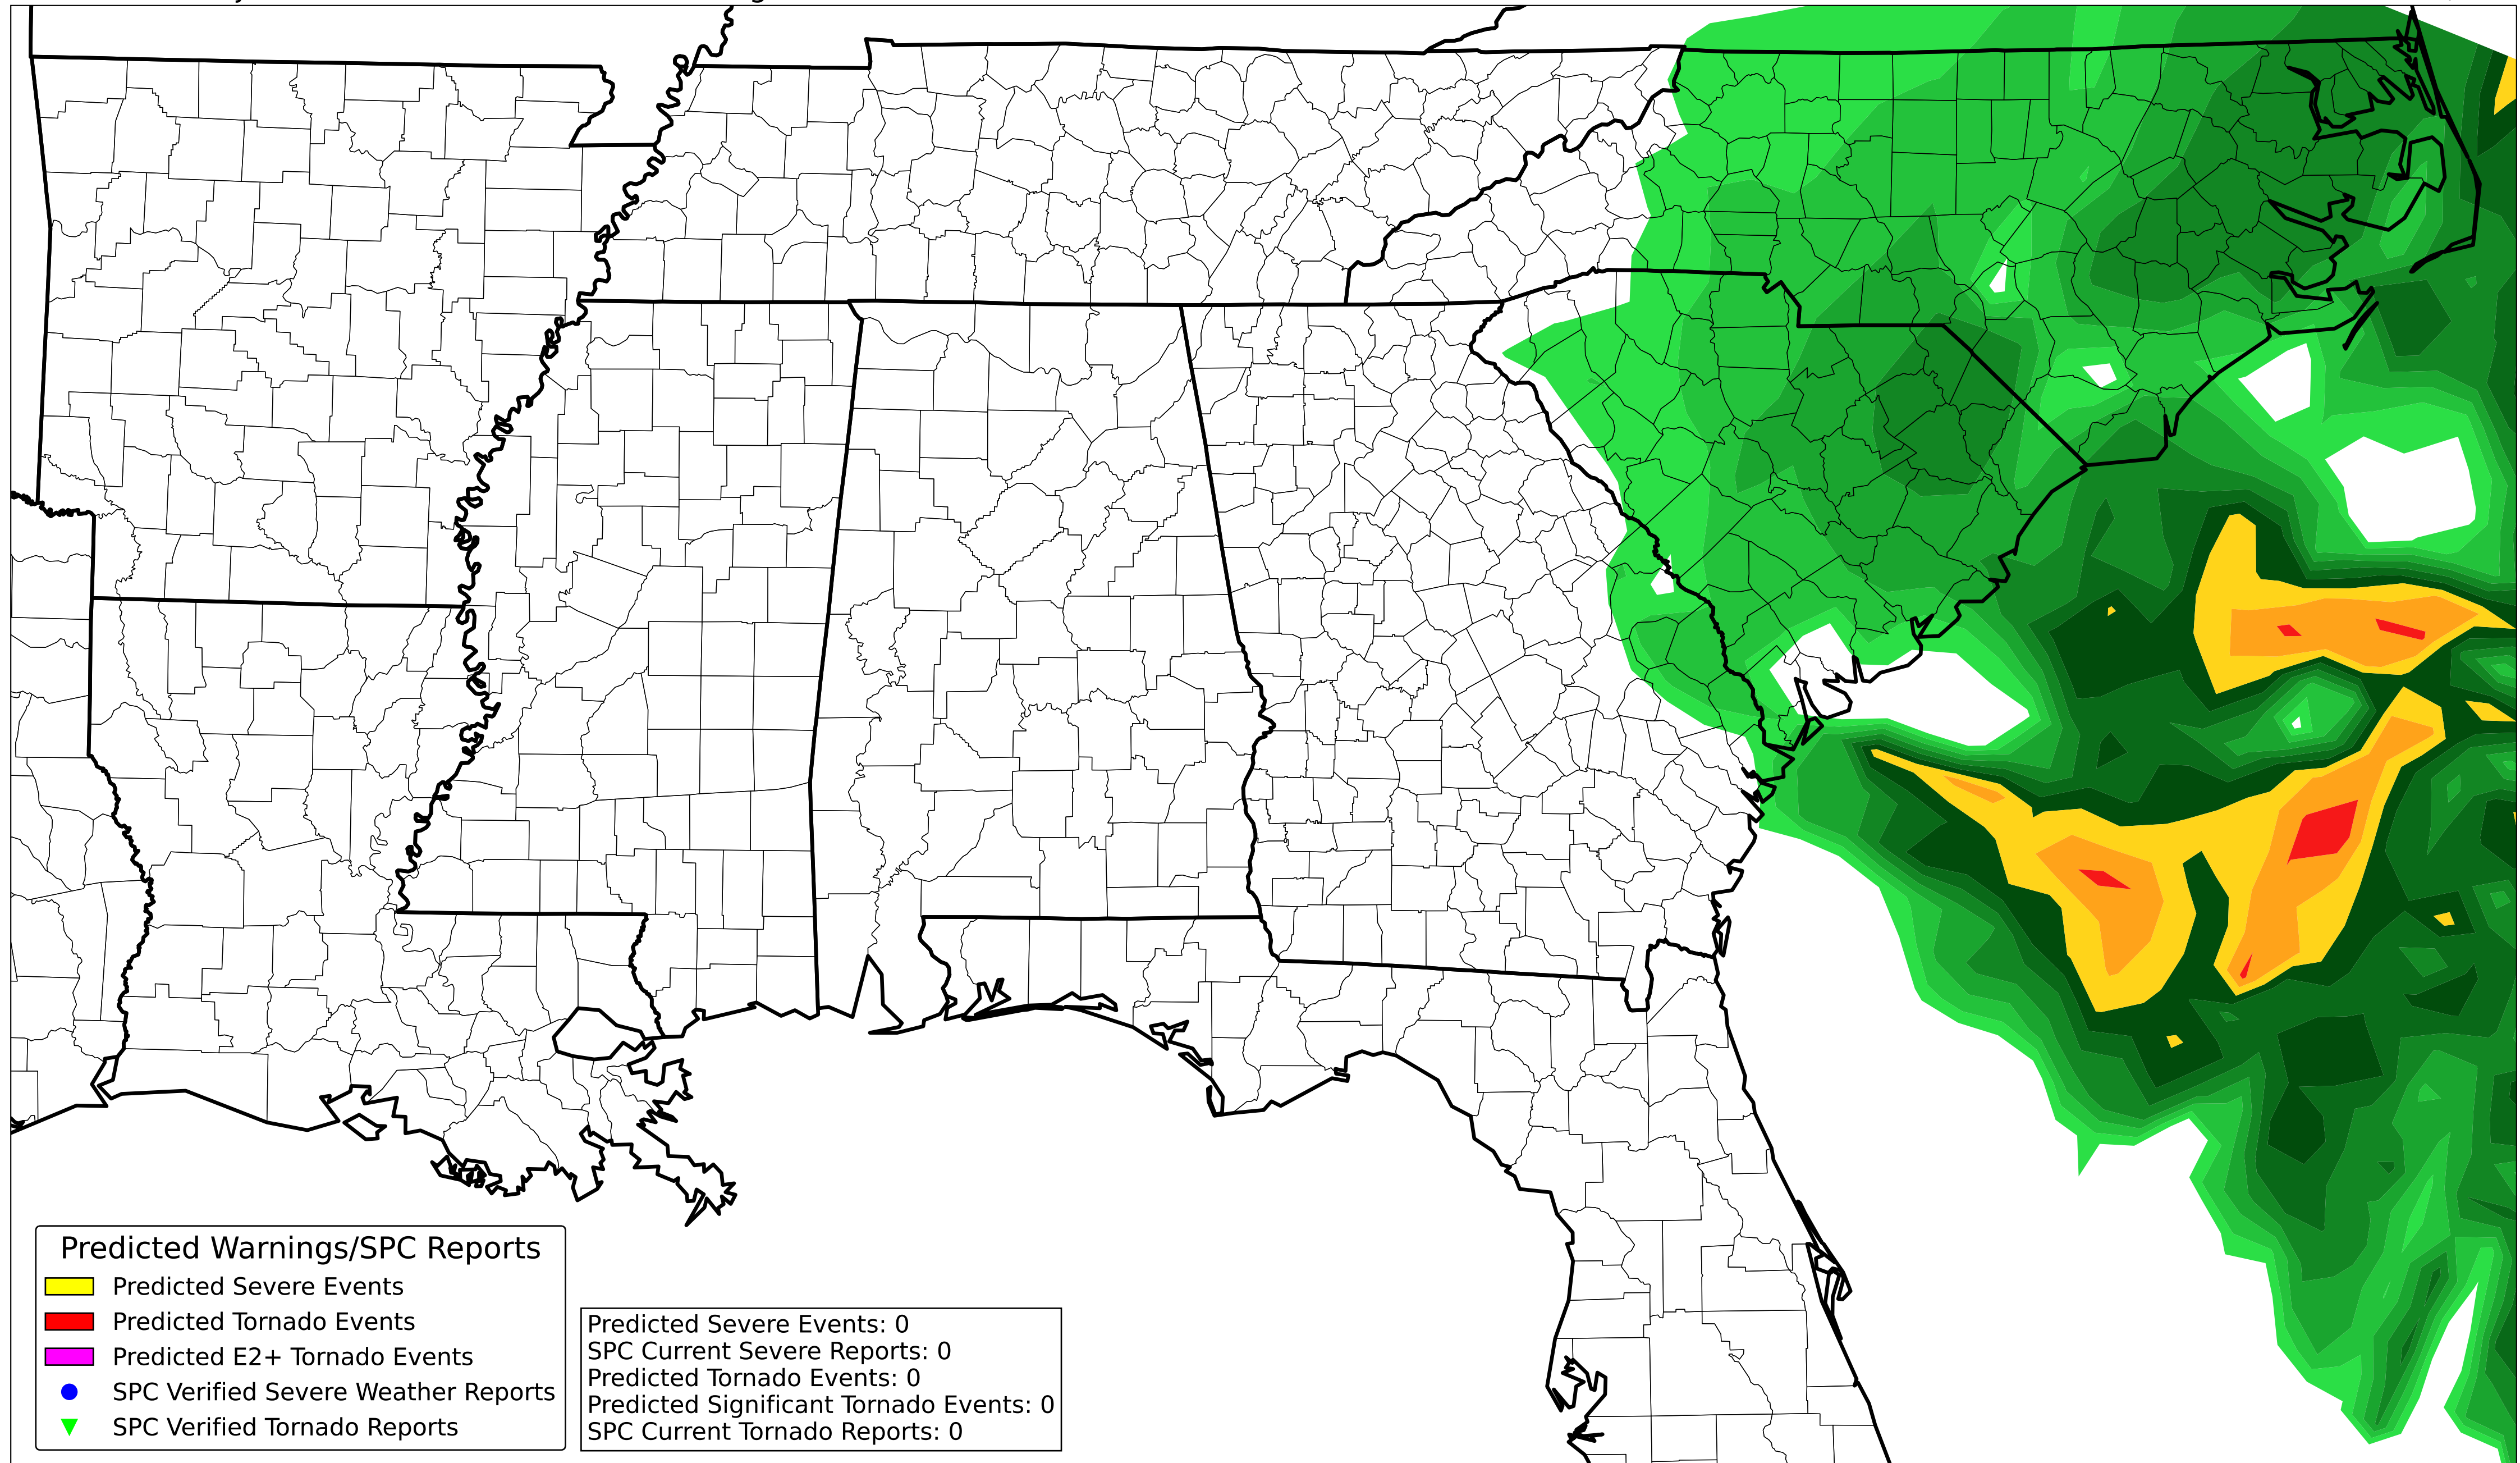 Predicted Warnings/SPC Reports
Predicted Severe Events
Predicted Tornado Events
Predicted E2+ Tornado Events
SPC Verified Severe Weather Reports
SPC Verified Tornado Reports
Predicted Severe Events: 0
SPC Current Severe Reports: 0
Predicted Tornado Events: 0
Predicted Significant Tornado Events: 0
SPC Current Tornado Reports: 0